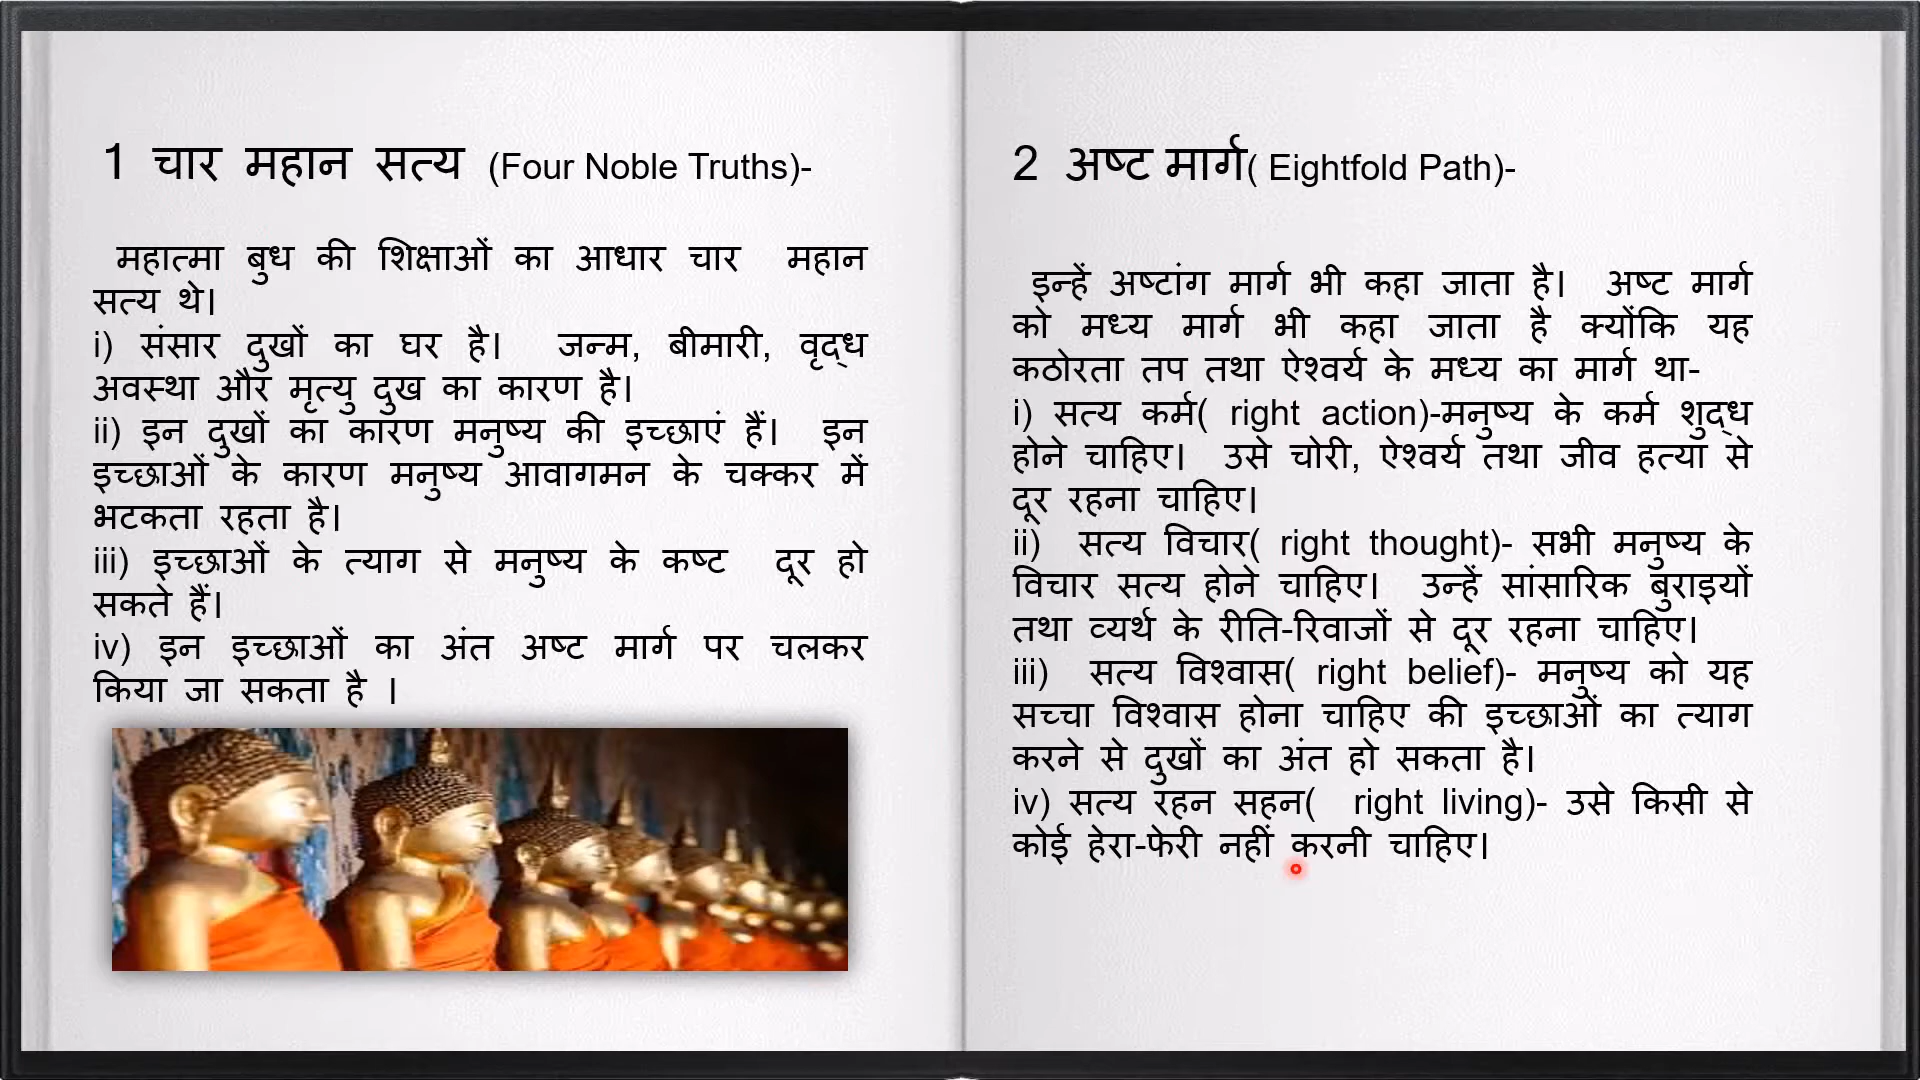 1 चार महान सत्य (Four Noble Truths)-
महात्मा बुध की शिक्षाओं का आधार चार महान
सत्य थे।
i) संसार दुखों का घर है। जन्म, बीमारी, वृद्ध
अवस्था और मृत्यु दुख का कारण है।
ii) इन दुखों का कारण मनुष्य की इच्छाएं हैं। इन
इच्छाओं के कारण मनुष्य आवागमन के चक्कर में
भटकता रहता है।
iii) इच्छाओं के त्याग से मनुष्य के कष्ट दूर हो
सकते हैं।
iv) इन इच्छाओं का अंत अष्ट मार्ग पर चलकर
किया जा सकता है ।
2 अष्ट मार्ग( Eightfold Path)-
इन्हें अष्टांग मार्ग भी कहा जाता है। अष्ट मार्ग
को मध्य मार्ग भी कहा जाता है क्योंकि यह
कठोरता तप तथा ऐश्वर्य के मध्य का मार्ग था-
i) सत्य कर्म( right action)-मनुष्य के कर्म शुद्ध
होने चाहिए। उसे चोरी, ऐश्वर्य तथा जीव हत्या से
दूर रहना चाहिए।
ii) सत्य विचार( right thought)- सभी मनुष्य के
विचार सत्य होने चाहिए। उन्हें सांसारिक बुराइयों
तथा व्यर्थ के रीति-रिवाजों से दूर रहना चाहिए।
iii) सत्य विश्वास( right belief)- मनुष्य को यह
सच्चा विश्वास होना चाहिए की इच्छाओं का त्याग
करने से दुखों का अंत हो सकता है।
iv) सत्य रहन सहन( right living)- उसे किसी से
कोई हेरा-फेरी नहीं करनी चाहिए।